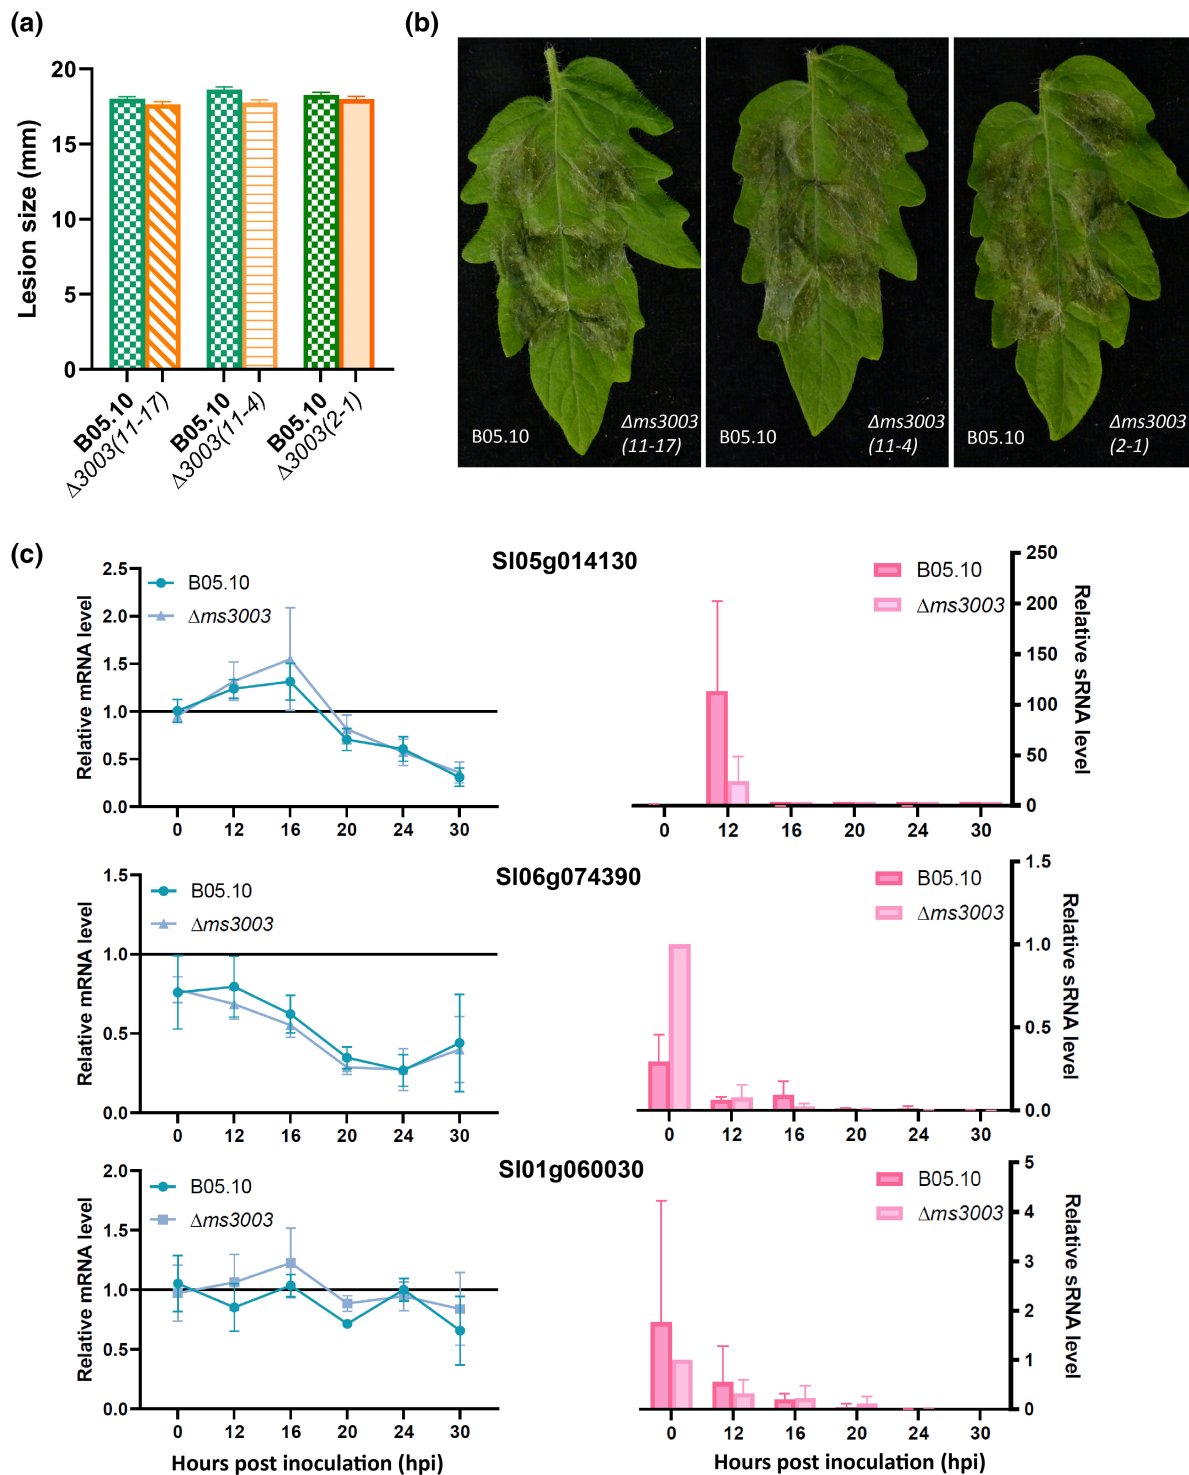 (a)
20
15
10
5
0
Lesion size (mm)
B05.10
Δ3003(11-17)
B05.10
Δ3003(11-4)
B05.10
Δ3003(2-1)
(b)
B05.10
Δms3003
(11-17)
B05.10
Δms3003
(11-4)
B05.10
Δms3003
(2-1)
(c)
Sl05g014130
2.5
2.0
1.5
1.0
0.5
0.0
Relative mRNA level
B05.10
Δms3003
0 12 16 20 24 30
B05.10
Δms3003
250
200
150
100
50
0
Relative sRNA level
0 12 16 20 24 30
Sl06g074390
1.5
1.0
0.5
0.0
Relative mRNA level
B05.10
Δms3003
0 12 16 20 24 30
B05.10
Δms3003
1.5
1.0
0.5
0.0
Relative sRNA level
0 12 16 20 24 30
Sl01g060030
2.0
1.5
1.0
0.5
0.0
Relative mRNA level
B05.10
Δms3003
0 12 16 20 24 30
Hours post inoculation (hpi)
B05.10
Δms3003
5
4
3
2
1
0
Relative sRNA level
0 12 16 20 24 30
Hours post inoculation (hpi)